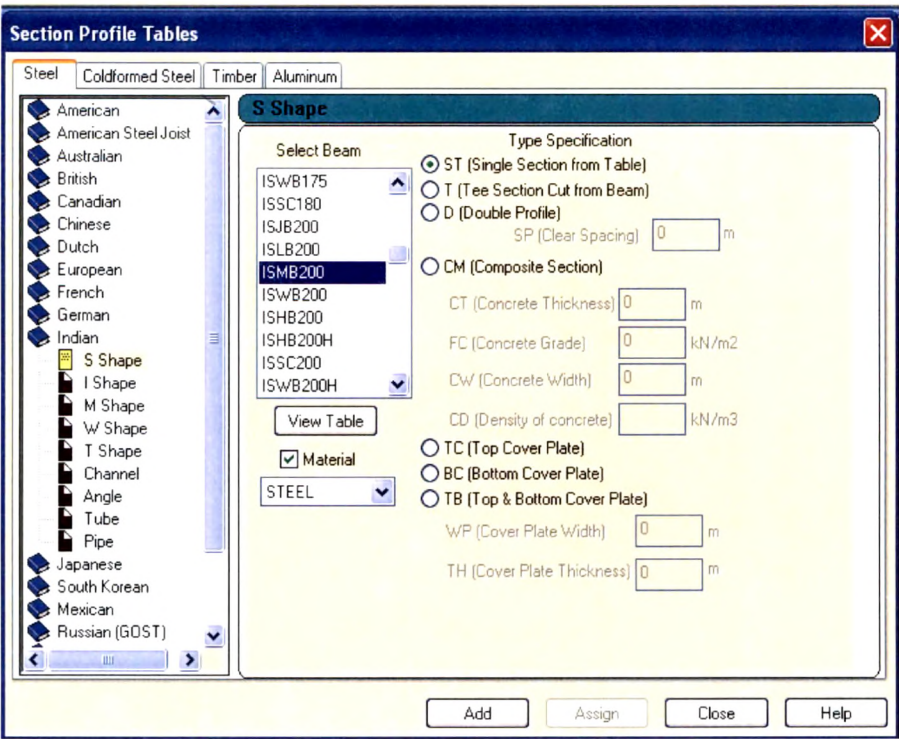 Section Profile Tables
Steel Coldformed Steel Timber Aluminum
American
American Steel Joist
Australian
British
Canadian
Chinese
Dutch
European
French
German
Indian
S Shape
I Shape
M Shape
W Shape
T Shape
Channel
Angle
Tube
Pipe
Japanese
South Korean
Mexican
Russian (GOST)
S Shape
Select Beam
ISWB175
ISSC180
ISJB200
ISLB200
ISMB200
ISWB200
ISHB200
ISHB200H
ISSC200
ISWB200H
View Table
Material
STEEL
Type Specification
ST (Single Section from Table)
T (Tee Section Cut from Beam)
D (Double Profile)
SP (Clear Spacing) 0 m
CM (Composite Section)
CT (Concrete Thickness) 0 m
FC (Concrete Grade) 0 kN/m2
CW (Concrete Width) 0 m
CD (Density of concrete) kN/m3
TC (Top Cover Plate)
BC (Bottom Cover Plate)
TB (Top & Bottom Cover Plate)
WP (Cover Plate Width) 0 m
TH (Cover Plate Thickness) 0 m
Add Assign Close Help